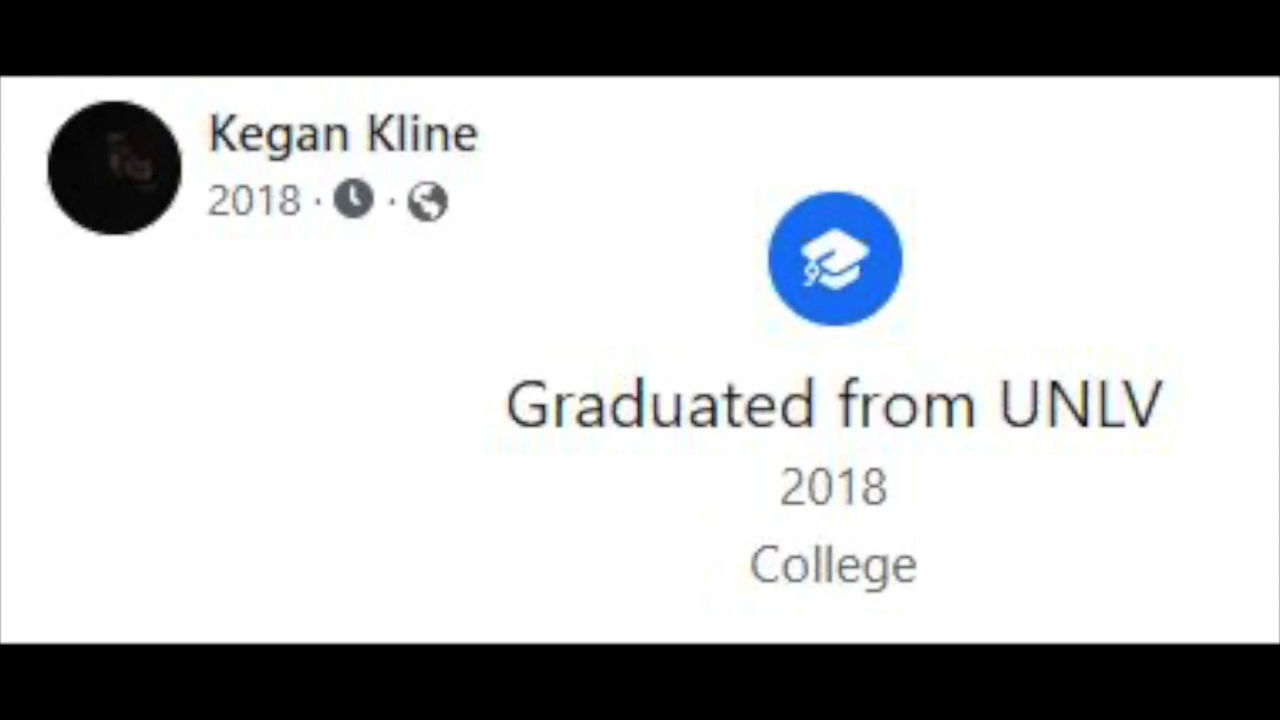 Kegan Kline
2018 · ·
Graduated from UNLV
2018
College